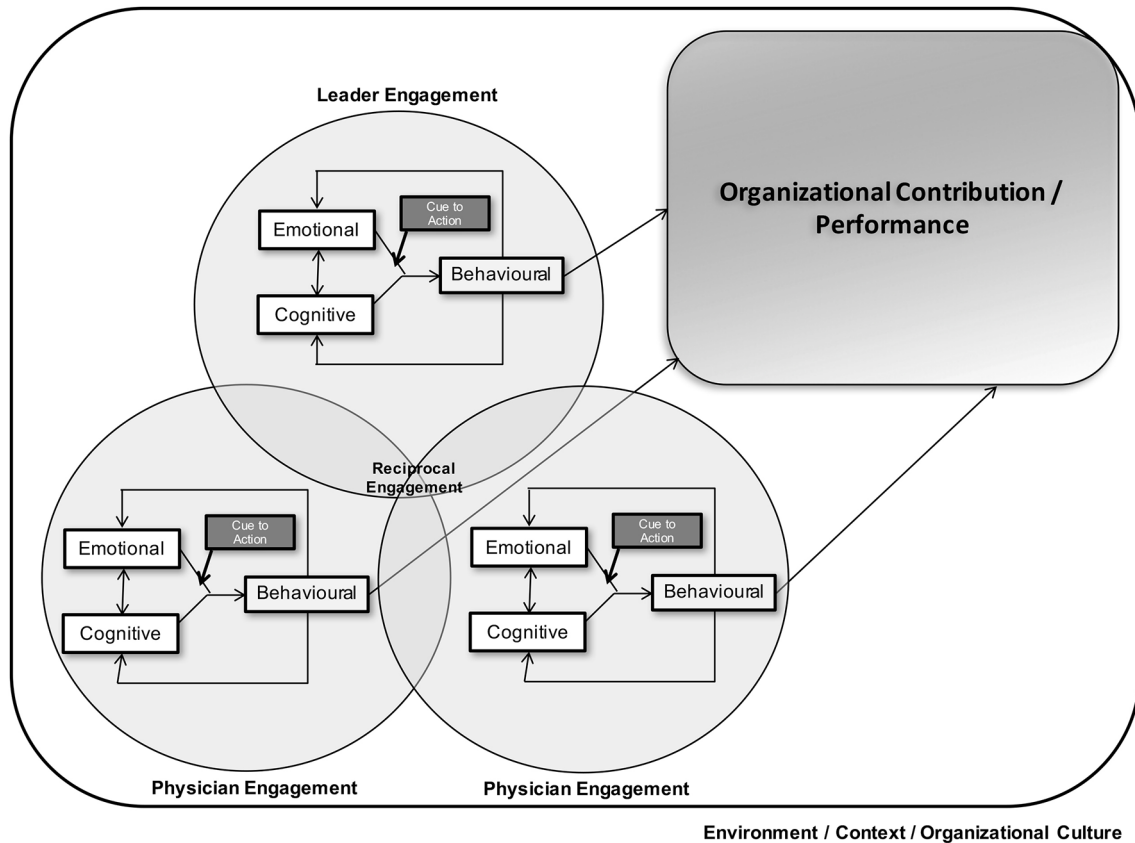 Leader Engagement
Cue to
Action
Emotional
Behavioural
Cognitive
Organizational Contribution /
Performance
Reciprocal
Engagement
Cue to
Action
Emotional
Behavioural
Cognitive
Cue to
Action
Emotional
Behavioural
Cognitive
Physician Engagement
Physician Engagement
Environment / Context / Organizational Culture